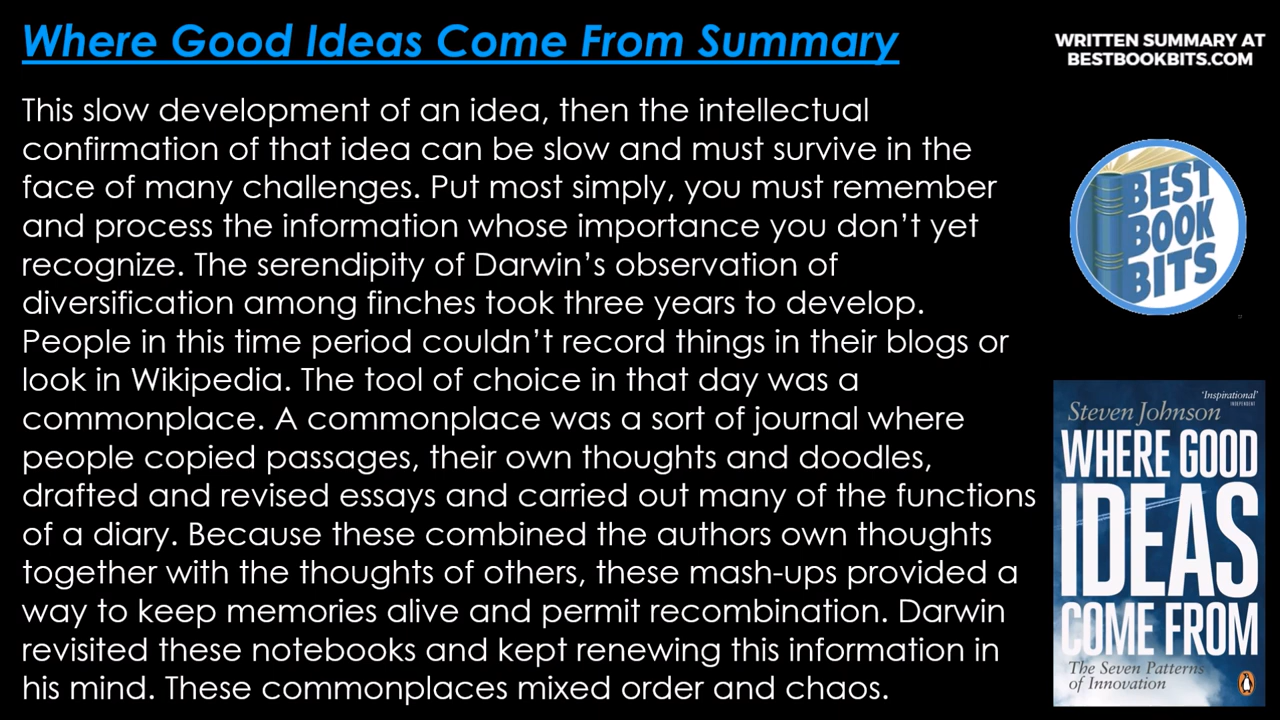 Where Good Ideas Come From Summary
WRITTEN SUMMARY AT
BESTBOOKBITS.COM
This slow development of an idea, then the intellectual
confirmation of that idea can be slow and must survive in the
face of many challenges. Put most simply, you must remember
and process the information whose importance you don’t yet
recognize. The serendipity of Darwin’s observation of
diversification among finches took three years to develop.
People in this time period couldn’t record things in their blogs or
look in Wikipedia. The tool of choice in that day was a
commonplace. A commonplace was a sort of journal where
people copied passages, their own thoughts and doodles,
drafted and revised essays and carried out many of the functions
of a diary. Because these combined the authors own thoughts
together with the thoughts of others, these mash-ups provided a
way to keep memories alive and permit recombination. Darwin
revisited these notebooks and kept renewing this information in
his mind. These commonplaces mixed order and chaos.
BEST
BOOK
BITS
'Inspirational'
INDEPENDENT
Steven Johnson
WHERE GOOD
IDEAS
COME FROM
The Seven Patterns
of Innovation